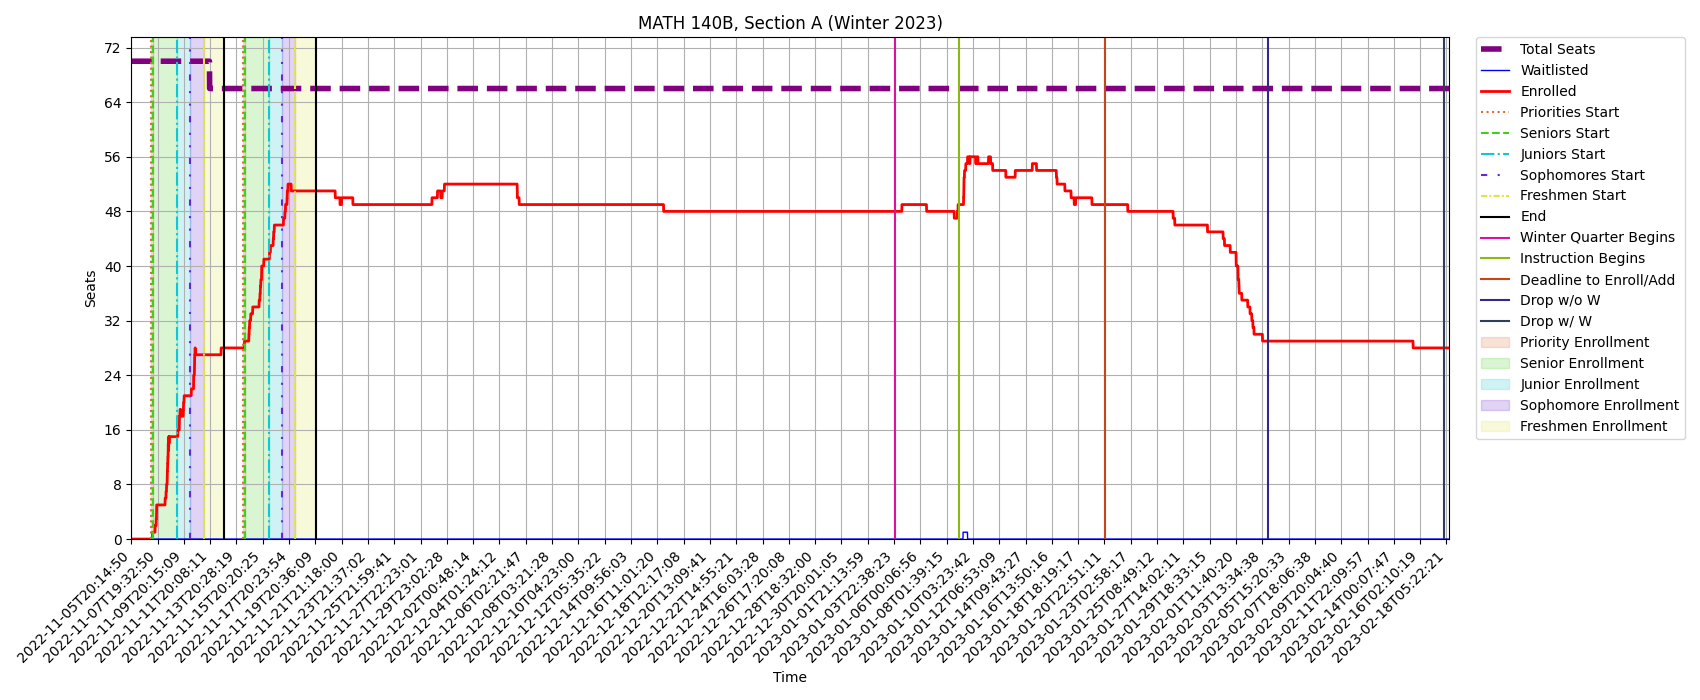 MATH 140B, Section A (Winter 2023)
Seats
72
64
56
48
40
32
24
16
8
0
2022-11-05T20:14:50
2022-11-07T19:32:50
2022-11-09T20:15:09
2022-11-11T20:08:11
2022-11-13T20:28:19
2022-11-15T20:20:25
2022-11-17T20:23:54
2022-11-19T20:36:09
2022-11-21T21:18:00
2022-11-23T21:37:02
2022-11-25T21:59:41
2022-11-27T22:23:01
2022-11-29T23:02:28
2022-12-04T01:24:12
2022-12-02T00:48:14
2022-12-06T02:21:47
2022-12-08T03:21:28
2022-12-10T04:23:00
2022-12-12T05:35:22
2022-12-14T09:56:03
2022-12-16T11:01:20
2022-12-18T12:17:08
2022-12-20T13:09:41
2022-12-22T14:55:21
2022-12-24T16:03:28
2022-12-26T17:20:08
2022-12-28T18:32:00
2022-12-30T20:01:05
2023-01-01T21:13:59
2023-01-03T22:38:23
2023-01-06T00:06:56
2023-01-08T01:39:15
2023-01-10T03:23:42
2023-01-12T06:53:09
2023-01-14T09:43:27
2023-01-16T13:50:16
2023-01-18T18:19:17
2023-01-20T22:51:11
2023-01-23T02:58:17
2023-01-25T08:49:12
2023-01-27T14:02:11
2023-01-29T18:33:15
2023-02-01T11:40:20
2023-02-03T13:34:38
2023-02-05T15:20:33
2023-02-07T18:06:38
2023-02-09T20:04:40
2023-02-11T22:09:57
2023-02-14T00:07:47
2023-02-16T02:10:19
2023-02-18T05:22:21
Time
Total Seats
Waitlisted
Enrolled
Priorities Start
Seniors Start
Juniors Start
Sophomores Start
Freshmen Start
End
Winter Quarter Begins
Instruction Begins
Deadline to Enroll/Add
Drop w/o W
Drop w/ W
Priority Enrollment
Senior Enrollment
Junior Enrollment
Sophomore Enrollment
Freshmen Enrollment